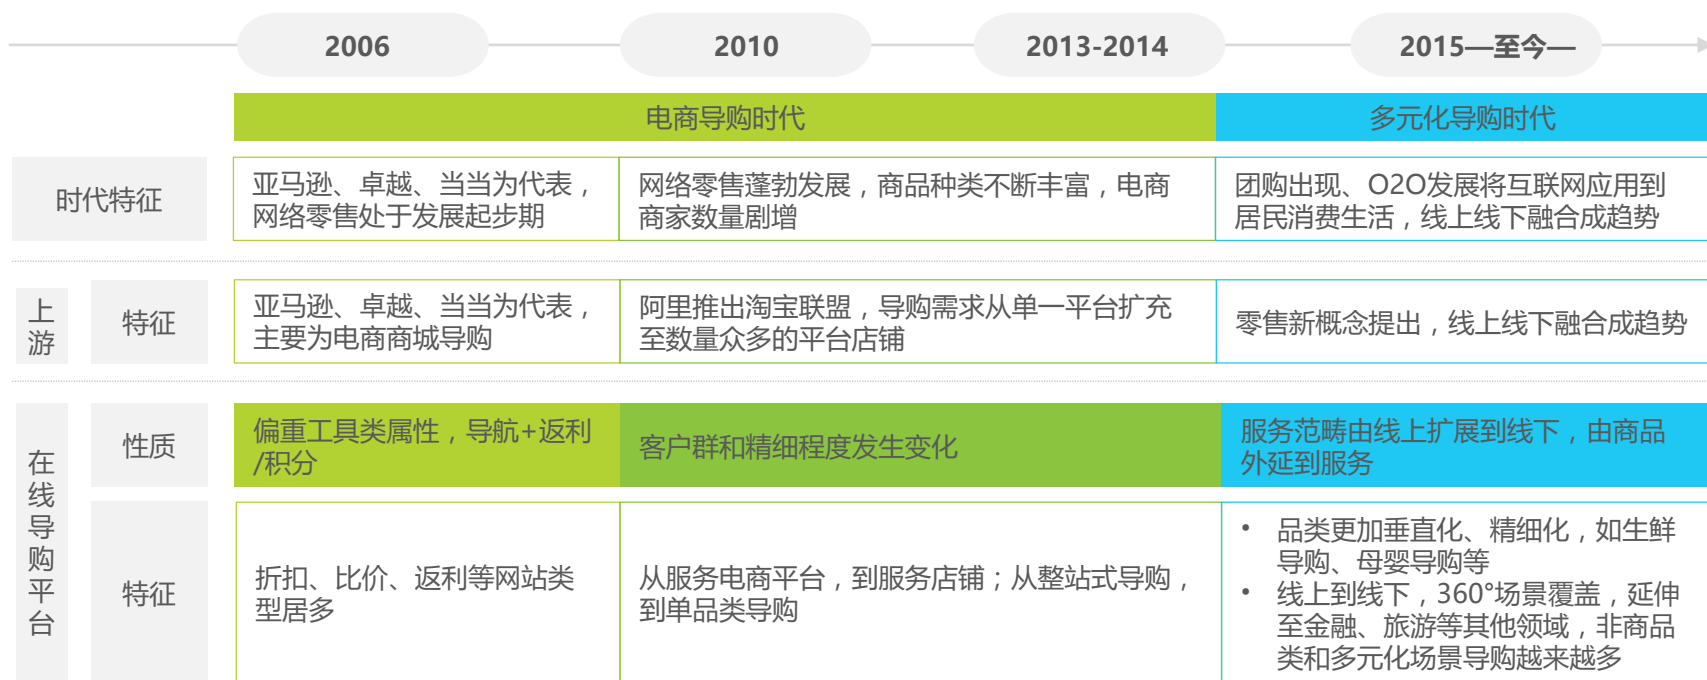 2006
2010
2013-2014
2015—至今—
电商导购时代
多元化导购时代
时代特征
亚马逊、卓越、当当为代表，
网络零售处于发展起步期
网络零售蓬勃发展，商品种类不断丰富，电商
商家数量剧增
团购出现、O2O发展将互联网应用到
居民消费生活，线上线下融合成趋势
上游
特征
亚马逊、卓越、当当为代表，
主要为电商商城导购
阿里推出淘宝联盟，导购需求从单一平台扩充
至数量众多的平台店铺
零售新概念提出，线上线下融合成趋势
在线导购平台
性质
偏重工具类属性，导航+返利
/积分
客户群和精细程度发生变化
服务范畴由线上扩展到线下，由商品
外延到服务
特征
折扣、比价、返利等网站类
型居多
从服务电商平台，到服务店铺；从整站式导购，
到单品类导购
• 品类更加垂直化、精细化，如生鲜
导购、母婴导购等
• 线上到线下，360°场景覆盖，延伸
至金融、旅游等其他领域，非商品
类和多元化场景导购越来越多